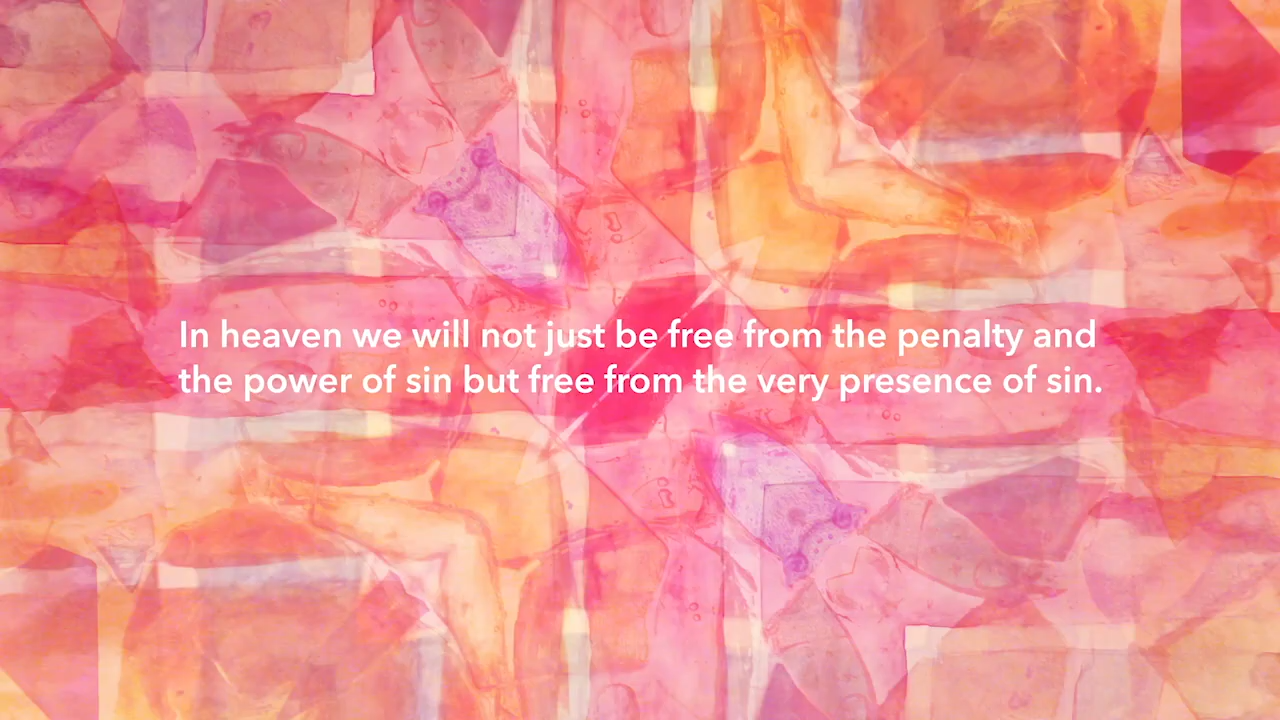 In heaven we will not just be free from the penalty and
the power of sin but free from the very presence of sin.